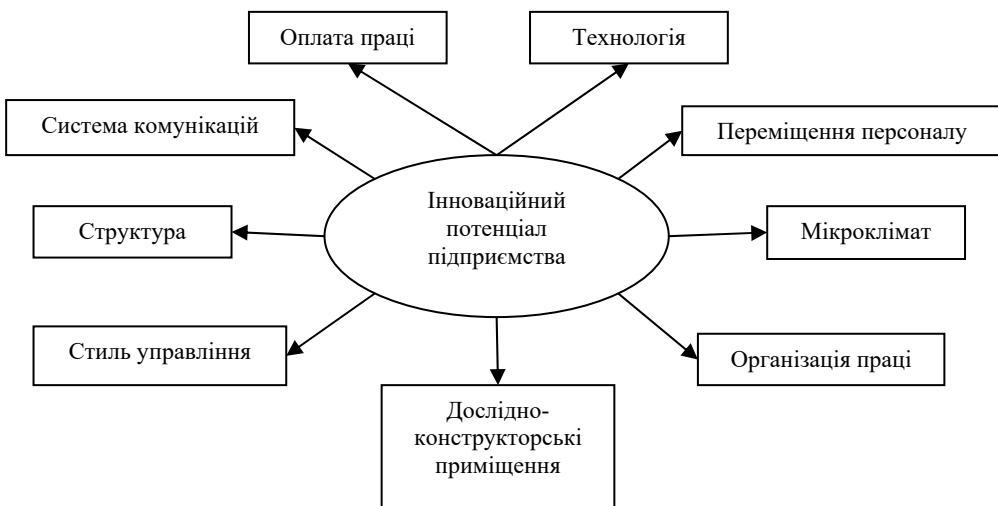 Оплата праці
Технологія
Система комунікацій
Переміщення персоналу
Інноваційний
потенціал
підприємства
Структура
Мікроклімат
Стиль управління
Організація праці
Дослідно-
конструкторські
приміщення